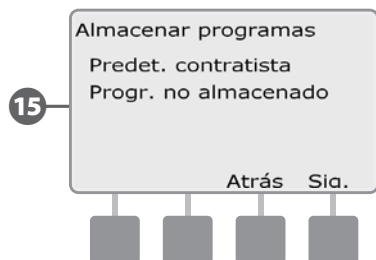 Almacenar programas
Predet. contratista
Progr. no almacenado
15
Atrás Sig.